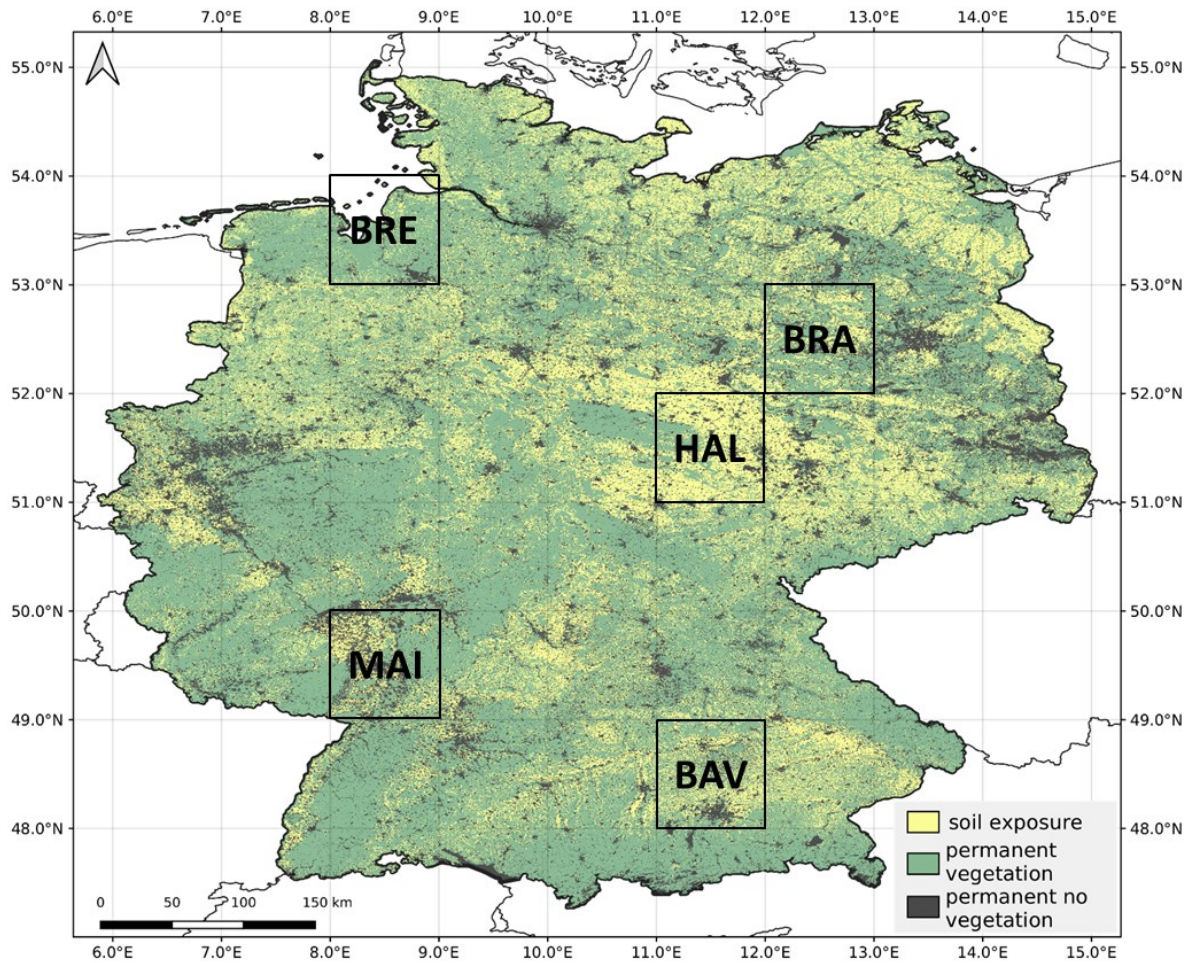 6.0°E 7.0°E 8.0°E 9.0°E 10.0°E 11.0°E 12.0°E 13.0°E 14.0°E 15.0°E
55.0°N 55.0°N
54.0°N 54.0°N
BRE
53.0°N 53.0°N
BRA
52.0°N 52.0°N
HAL
51.0°N 51.0°N
50.0°N 50.0°N
MAI
49.0°N 49.0°N
BAV
48.0°N 48.0°N
soil exposure
permanent
vegetation
permanent no
vegetation
0 50 100 150 km
6.0°E 7.0°E 8.0°E 9.0°E 10.0°E 11.0°E 12.0°E 13.0°E 14.0°E 15.0°E